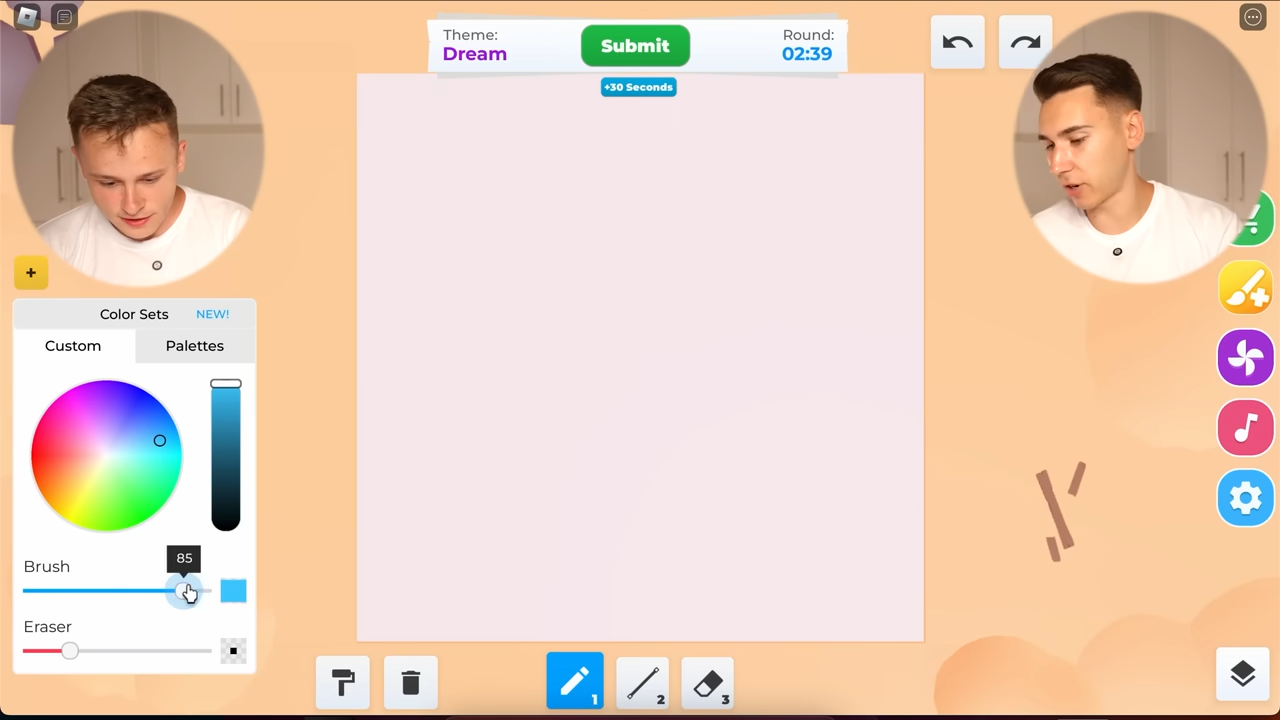 Theme:
Dream
Submit
Round:
02:39
+30 Seconds
+
Color Sets NEW!
Custom
Palettes
85
Brush
Eraser
1
2
3